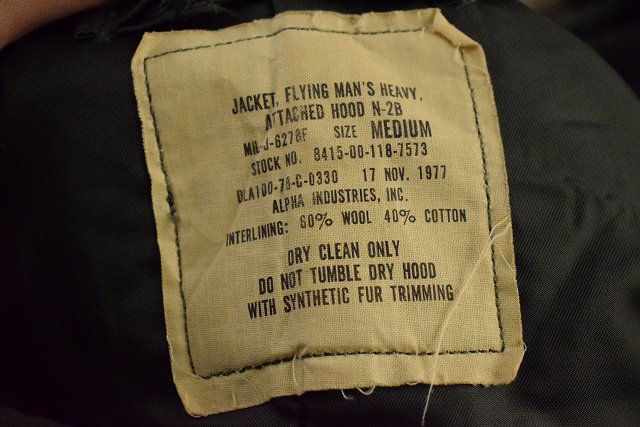 JACKET, FLYING MAN'S HEAVY,
ATTACHED HOOD N-2B
MIL-J-6278F SIZE MEDIUM
STOCK NO. 8415-00-118-7573
DLA100-78-C-0330 17 NOV. 1977
ALPHA INDUSTRIES, INC.
INTERLINING: 60% WOOL 40% COTTON
DRY CLEAN ONLY
DO NOT TUMBLE DRY HOOD
WITH SYNTHETIC FUR TRIMMING